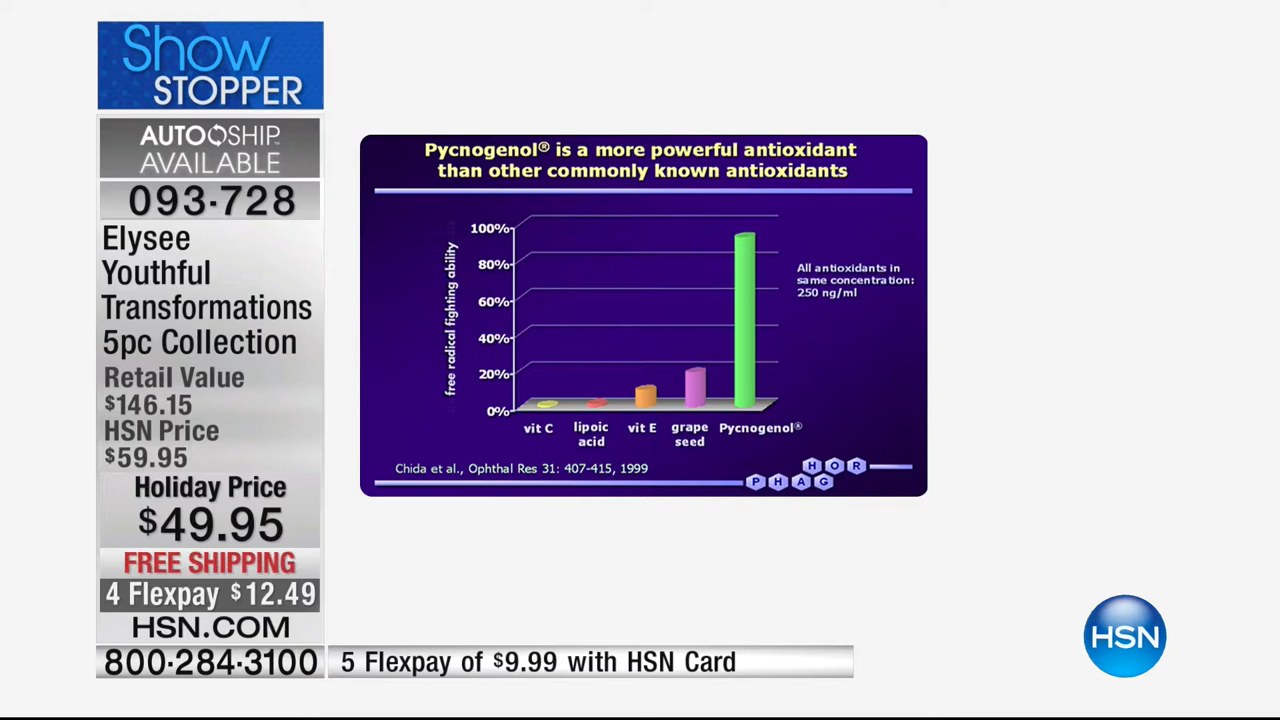 Show
STOPPER
AUTO SHIP
AVAILABLE
093·728
Elysee
Youthful
Transformations
5pc Collection
Retail Value
$146.15
HSN Price
$59.95
Holiday Price
$49.95
FREE SHIPPING
4 Flexpay $12.49
HSN.COM
800·284·3100
5 Flexpay of $9.99 with HSN Card
Pycnogenol® is a more powerful antioxidant
than other commonly known antioxidants
free radical fighting ability
100%
80%
60%
40%
20%
0%
vit C
lipoic
acid
vit E
grape
seed
Pycnogenol®
All antioxidants in
same concentration:
250 ng/ml
Chida et al., Ophthal Res 31: 407-415, 1999
HOR
PHAG
HSN